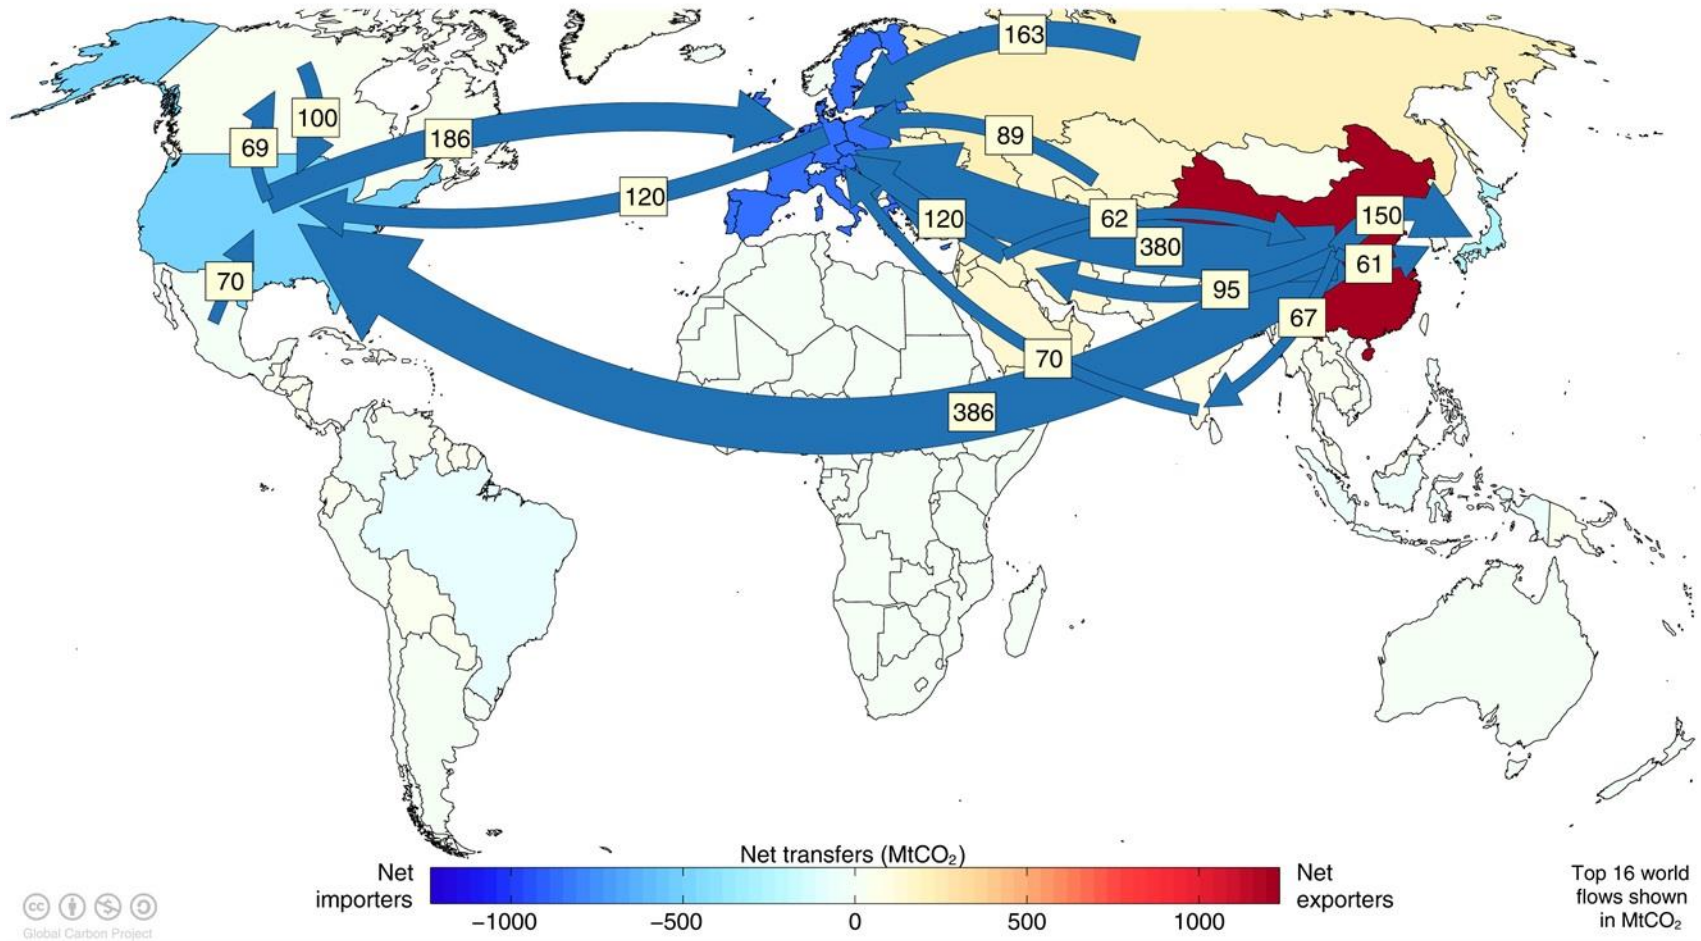 163
100
186
69
89
120
120
62
150
380
61
70
95
67
70
386
Net transfers (MtCO₂)
Net
importers
−1000
−500
0
500
1000
Net
exporters
Top 16 world
flows shown
in MtCO₂
cc
Global Carbon Project